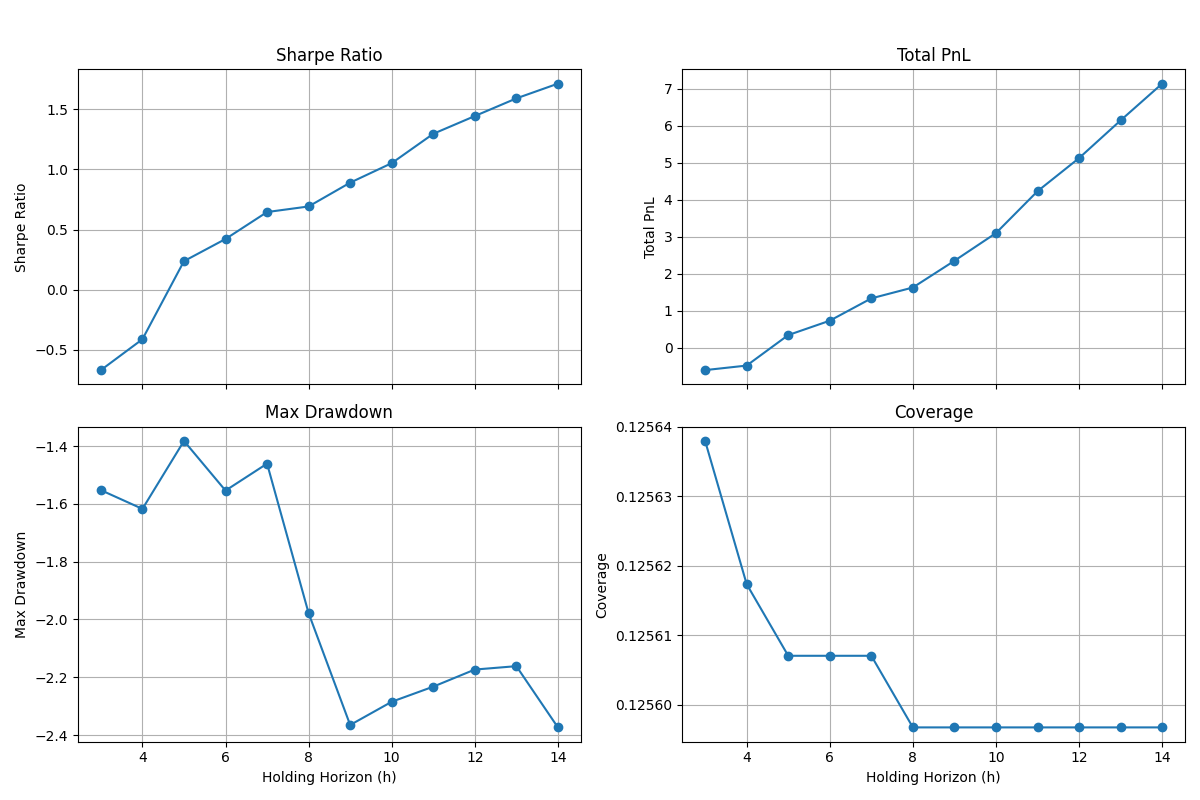 Sharpe Ratio
Sharpe Ratio
1.5
1.0
0.5
0.0
−0.5
Total PnL
Total PnL
7
6
5
4
3
2
1
0
Max Drawdown
Max Drawdown
−1.4
−1.6
−1.8
−2.0
−2.2
−2.4
4 6 8 10 12 14
Holding Horizon (h)
Coverage
Coverage
0.12564
0.12563
0.12562
0.12561
0.12560
4 6 8 10 12 14
Holding Horizon (h)